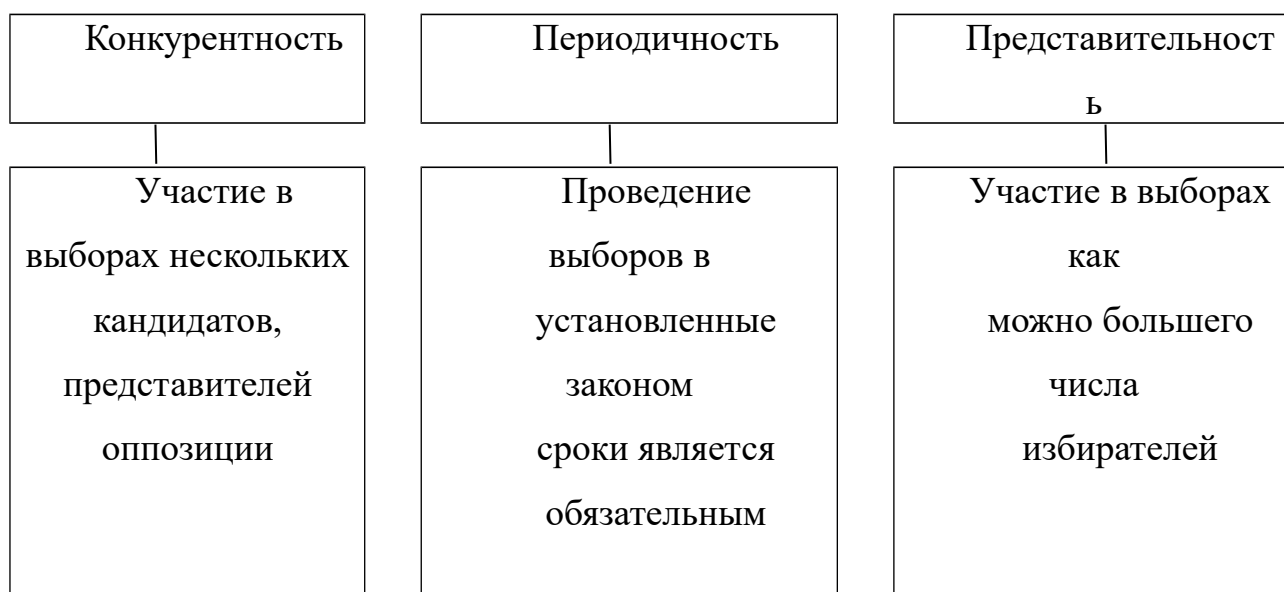 Конкурентность
Периодичность
Представительност
ь
Участие в
выборах нескольких
кандидатов,
представителей
оппозиции
Проведение
выборов в
установленные
законом
сроки является
обязательным
Участие в выборах
как
можно большего
числа
избирателей